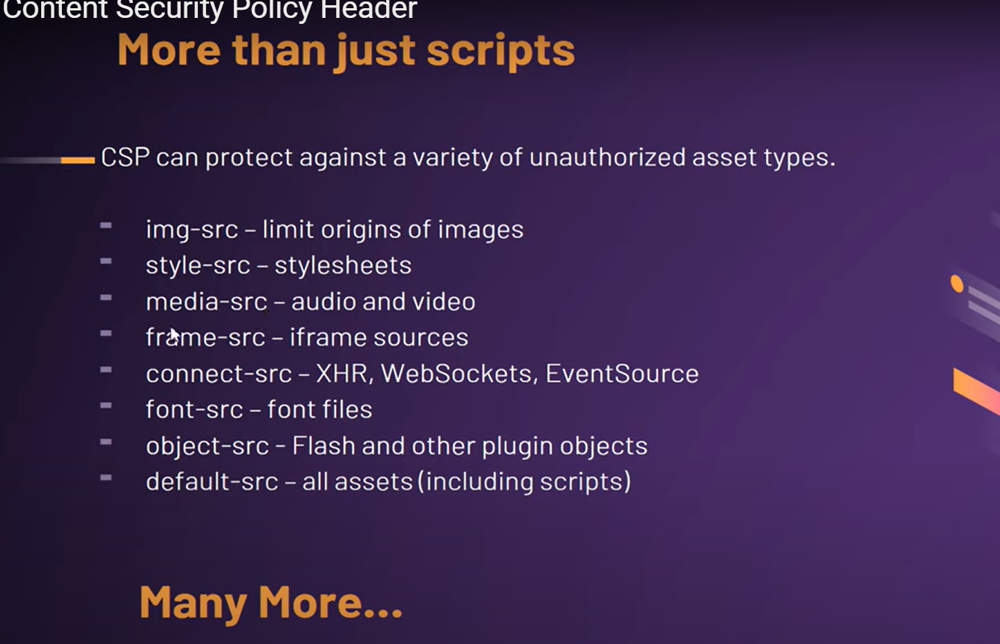 Content Security Policy Header
More than just scripts
CSP can protect against a variety of unauthorized asset types.
- img-src – limit origins of images
- style-src – stylesheets
- media-src – audio and video
- frame-src – iframe sources
- connect-src – XHR, WebSockets, EventSource
- font-src – font files
- object-src - Flash and other plugin objects
- default-src – all assets (including scripts)
Many More...